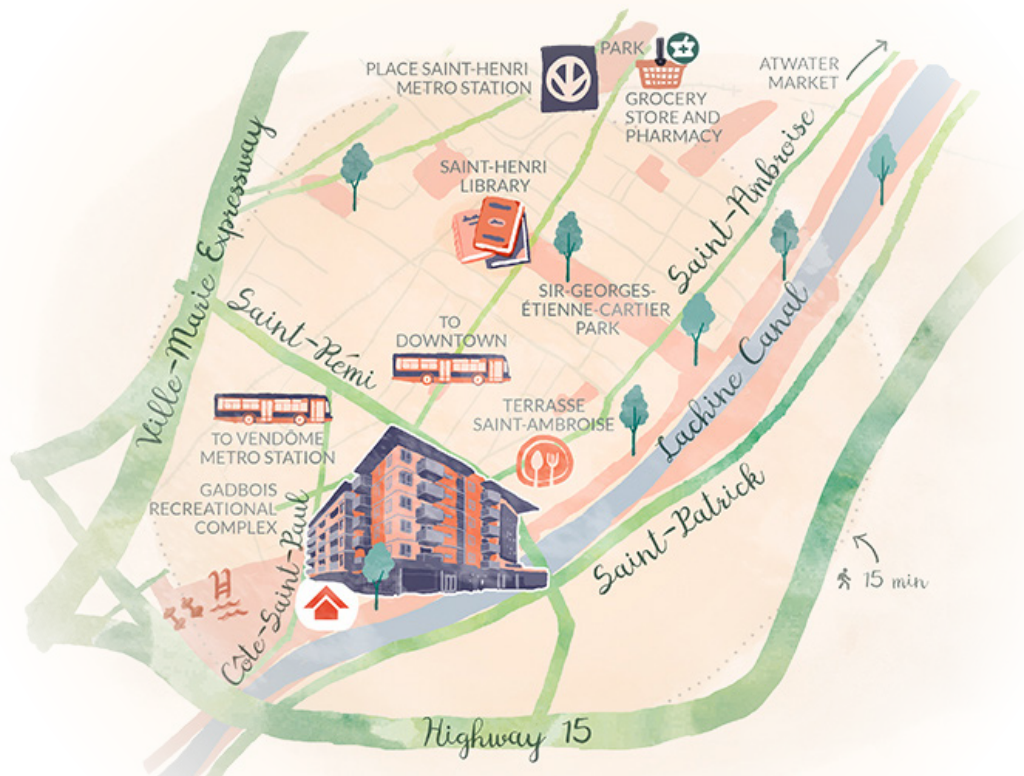 PARK
PLACE SAINT-HENRI
METRO STATION
ATWATER
MARKET
GROCERY
STORE AND
PHARMACY
Ville-Marie Expressway
SAINT-HENRI
LIBRARY
Saint-Ambroise
SIR-GEORGES-
ÉTIENNE-CARTIER
PARK
Saint-Rémi
TO
DOWNTOWN
Lachine Canal
TERRASSE
SAINT-AMBROISE
TO VENDÔME
METRO STATION
GADBOIS
RECREATIONAL
COMPLEX
Côte-Saint-Paul
Saint-Patrick
15 min
Highway 15